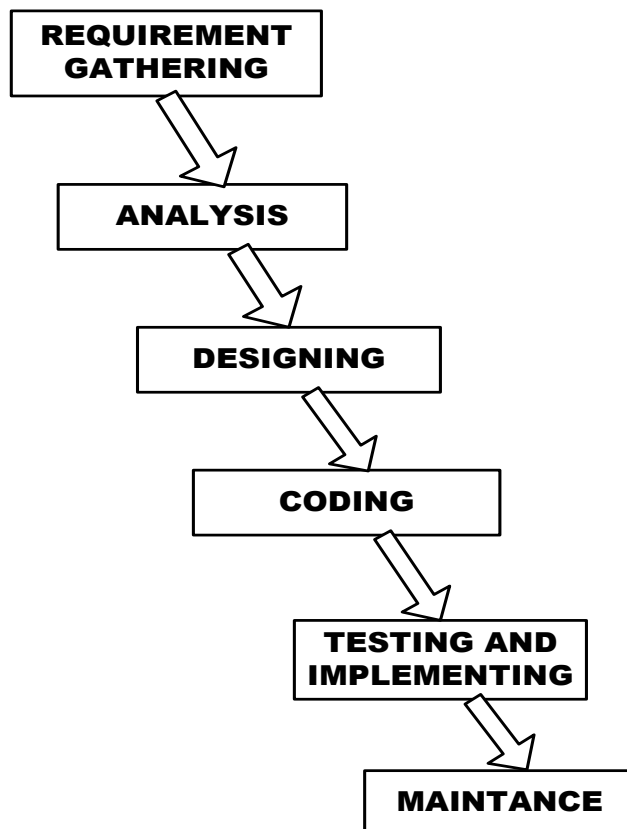 REQUIREMENT
GATHERING
ANALYSIS
DESIGNING
CODING
TESTING AND
IMPLEMENTING
MAINTANCE